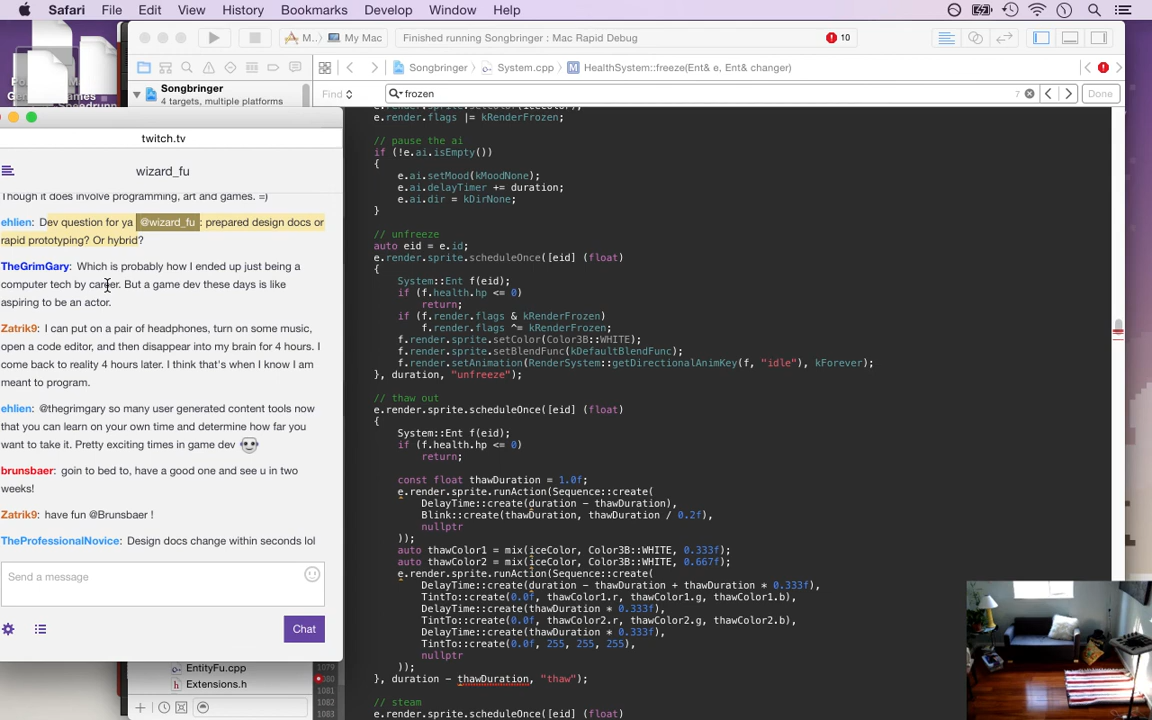 Safari File Edit View History Bookmarks Develop Window Help
M... My Mac Finished running Songbringer : Mac Rapid Debug 10
Songbringer System.cpp M HealthSystem::freeze(Ent& e, Ent& changer)
Songbringer
4 targets, multiple platforms
Find frozen 7 Done
twitch.tv
wizard_fu
Though it does involve programming, art and games. =)
ehlien: Dev question for ya @wizard_fu : prepared design docs or
rapid prototyping? Or hybrid?
TheGrimGary: Which is probably how I ended up just being a
computer tech by career. But a game dev these days is like
aspiring to be an actor.
Zatrik9: I can put on a pair of headphones, turn on some music,
open a code editor, and then disappear into my brain for 4 hours. I
come back to reality 4 hours later. I think that's when I know I am
meant to program.
ehlien: @thegrimgary so many user generated content tools now
that you can learn on your own time and determine how far you
want to take it. Pretty exciting times in game dev
brunsbaer: goin to bed to, have a good one and see u in two
weeks!
Zatrik9: have fun @Brunsbaer !
TheProfessionalNovice: Design docs change within seconds lol
Send a message
Chat
EntityFu.cpp
Extensions.h
e.render.flags |= kRenderFrozen;
// pause the ai
if (!e.ai.isEmpty())
{
e.ai.setMood(kMoodNone);
e.ai.delayTimer += duration;
e.ai.dir = kDirNone;
}
// unfreeze
auto eid = e.id;
e.render.sprite.scheduleOnce([eid] (float)
{
System::Ent f(eid);
if (f.health.hp <= 0)
return;
if (f.render.flags & kRenderFrozen)
f.render.flags ^= kRenderFrozen;
f.render.sprite.setColor(Color3B::WHITE);
f.render.sprite.setBlendFunc(kDefaultBlendFunc);
f.render.setAnimation(RenderSystem::getDirectionalAnimKey(f, "idle"), kForever);
}, duration, "unfreeze");
// thaw out
e.render.sprite.scheduleOnce([eid] (float)
{
System::Ent f(eid);
if (f.health.hp <= 0)
return;
const float thawDuration = 1.0f;
e.render.sprite.runAction(Sequence::create(
DelayTime::create(duration - thawDuration),
Blink::create(thawDuration, thawDuration / 0.2f),
nullptr
));
auto thawColor1 = mix(iceColor, Color3B::WHITE, 0.333f);
auto thawColor2 = mix(iceColor, Color3B::WHITE, 0.667f);
e.render.sprite.runAction(Sequence::create(
DelayTime::create(duration - thawDuration + thawDuration * 0.333f),
TintTo::create(0.0f, thawColor1.r, thawColor1.g, thawColor1.b),
DelayTime::create(thawDuration * 0.333f),
TintTo::create(0.0f, thawColor2.r, thawColor2.g, thawColor2.b),
DelayTime::create(thawDuration * 0.333f),
TintTo::create(0.0f, 255, 255, 255),
nullptr
1079 ));
1080 }, duration - thawDuration, "thaw");
1081
1082 // steam
1083 e.render.sprite.scheduleOnce([eid] (float)